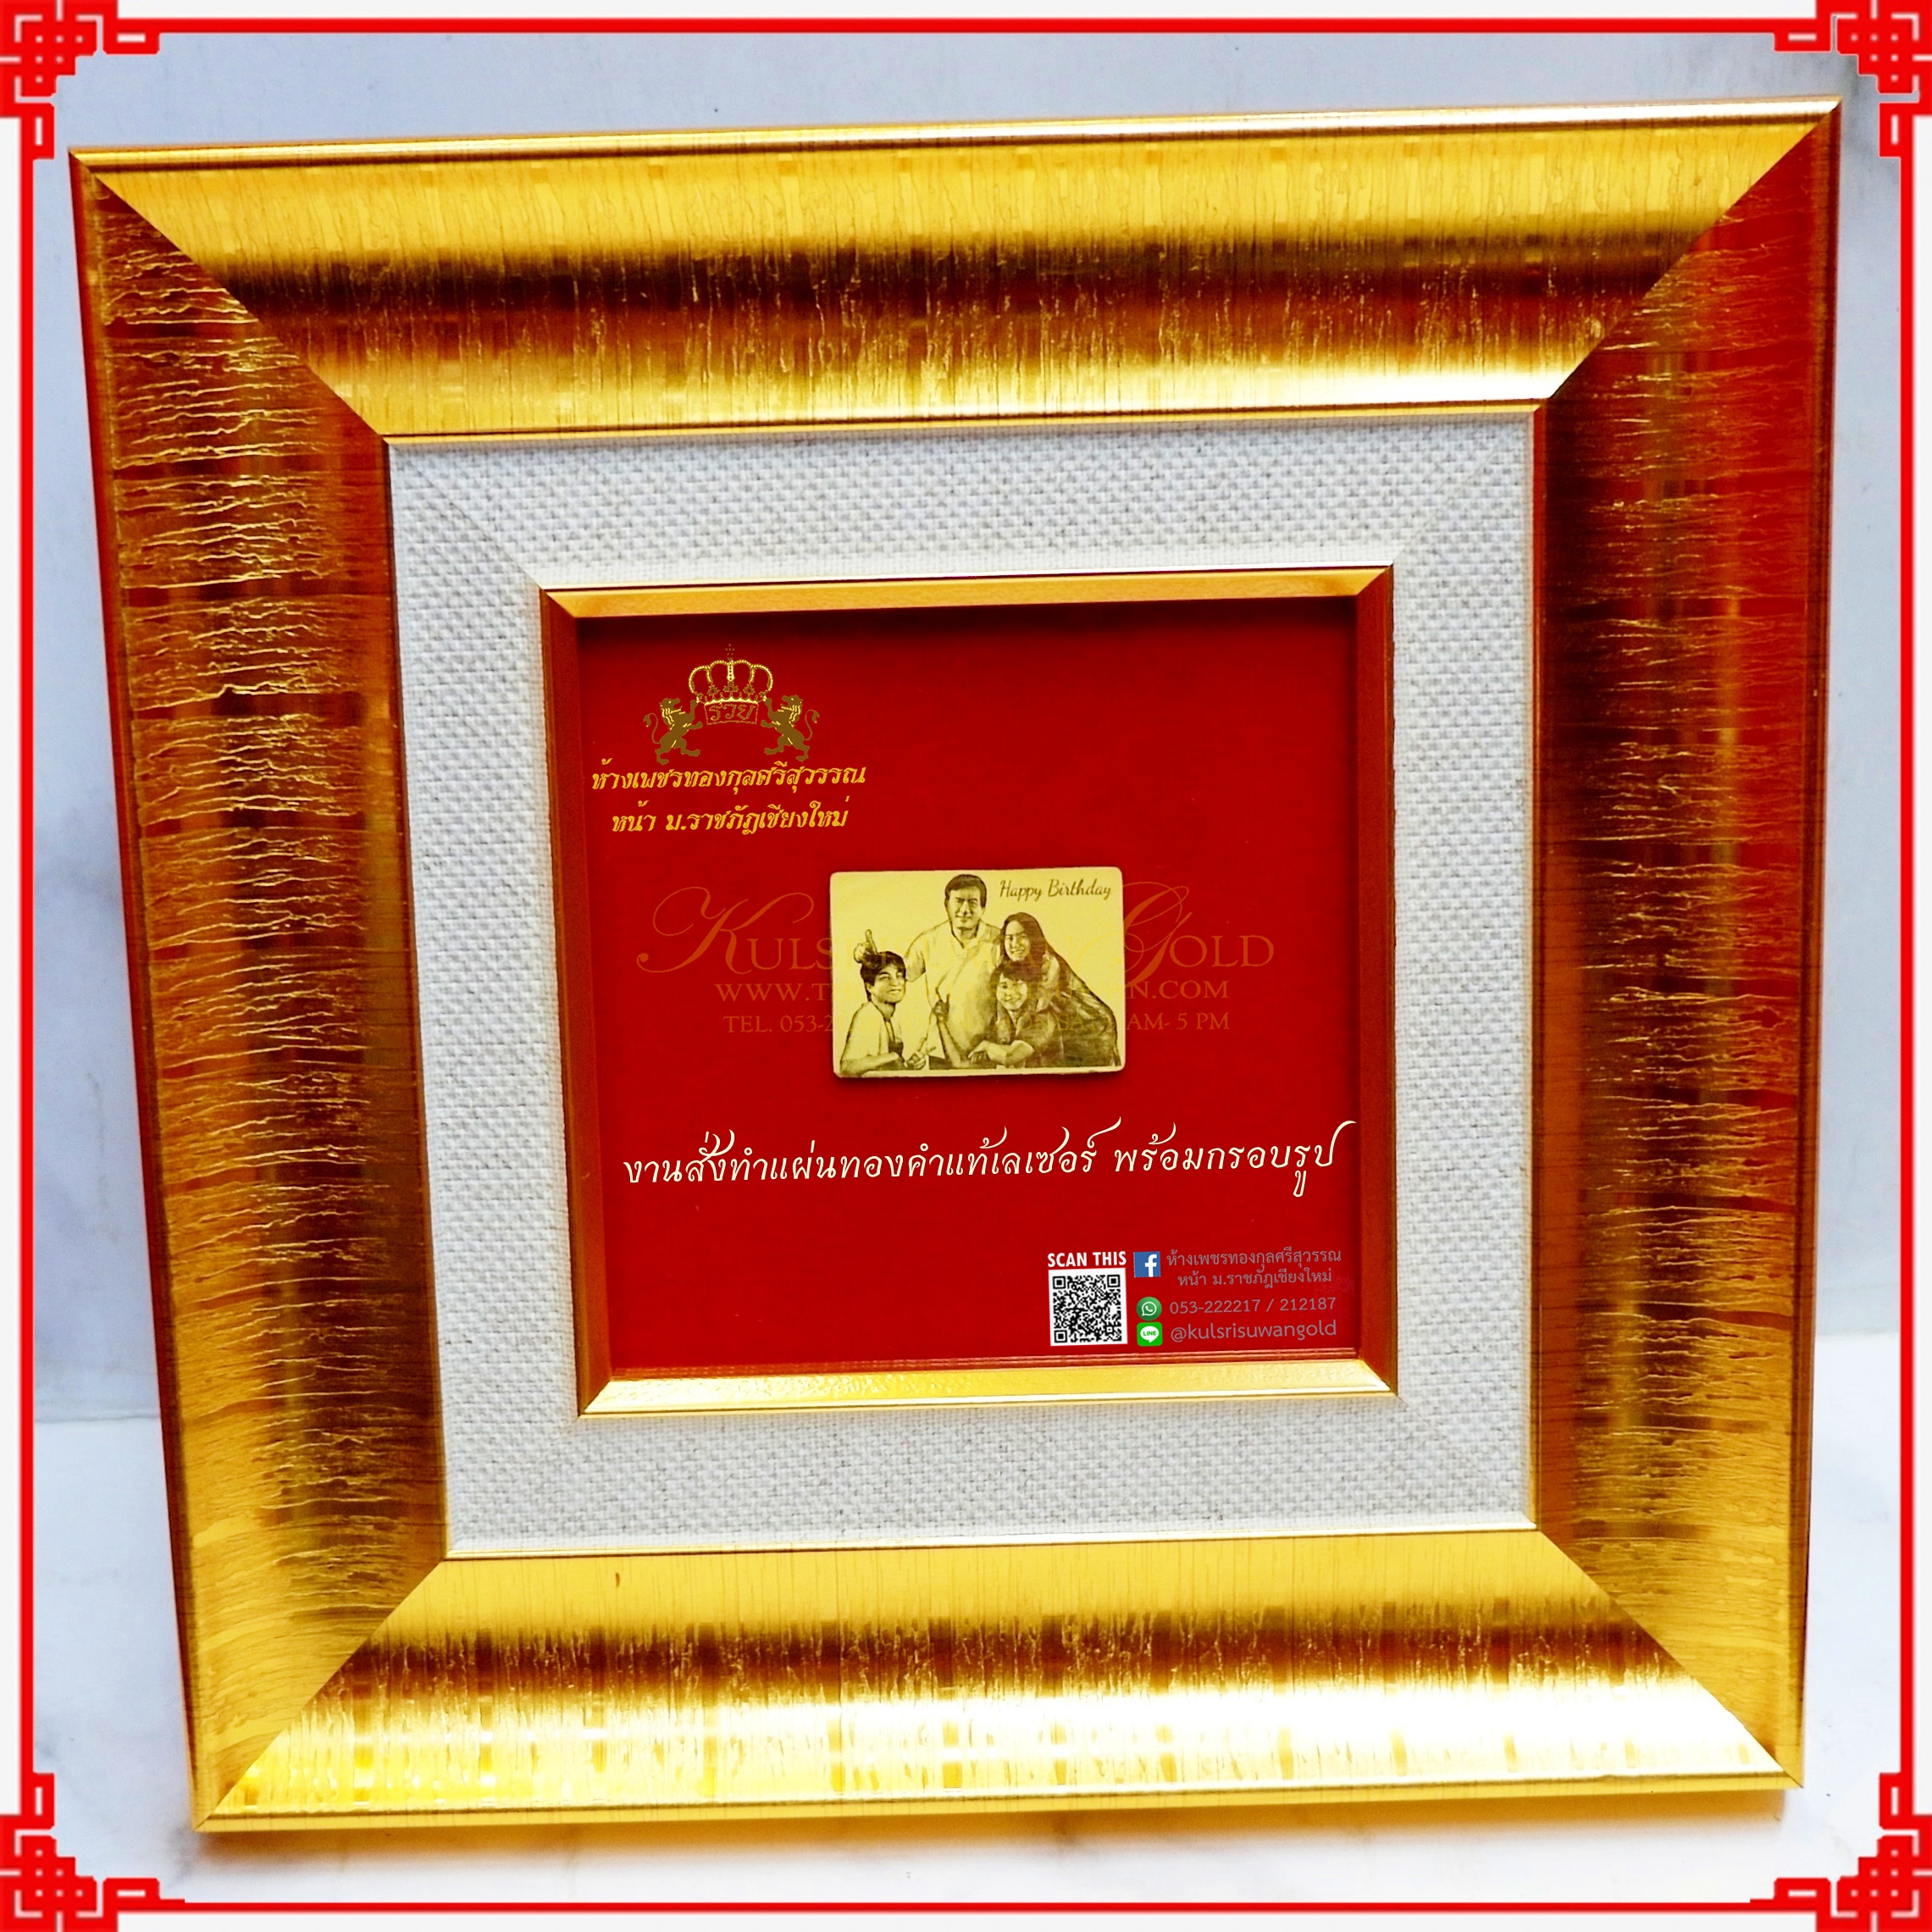 รวย
ห้างเพชรทองกุลศรีสุวรรณ
หน้า ม.ราชภัฏเชียงใหม่
Happy Birthday
GOLD
TEL. 053-2 AM- 5 PM
งานสั่งทำแผ่นทองคำแท้เลเซอร์ พร้อมกรอบรูป
SCAN THIS
ห้างเพชรทองกุลศรีสุวรรณ
หน้า ม.ราชภัฏเชียงใหม่
053-222217 / 212187
LINE @kulsrisuwangold